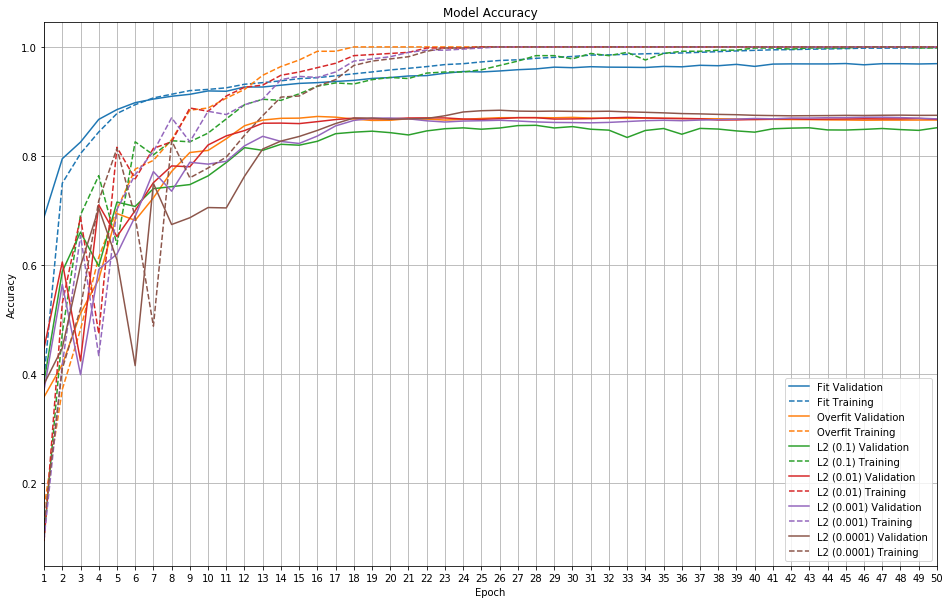 Model Accuracy
1.0
0.8
0.6
0.4
0.2
Accuracy
1 2 3 4 5 6 7 8 9 10 11 12 13 14 15 16 17 18 19 20 21 22 23 24 25 26 27 28 29 30 31 32 33 34 35 36 37 38 39 40 41 42 43 44 45 46 47 48 49 50
Epoch
Fit Validation
Fit Training
Overfit Validation
Overfit Training
L2 (0.1) Validation
L2 (0.1) Training
L2 (0.01) Validation
L2 (0.01) Training
L2 (0.001) Validation
L2 (0.001) Training
L2 (0.0001) Validation
L2 (0.0001) Training